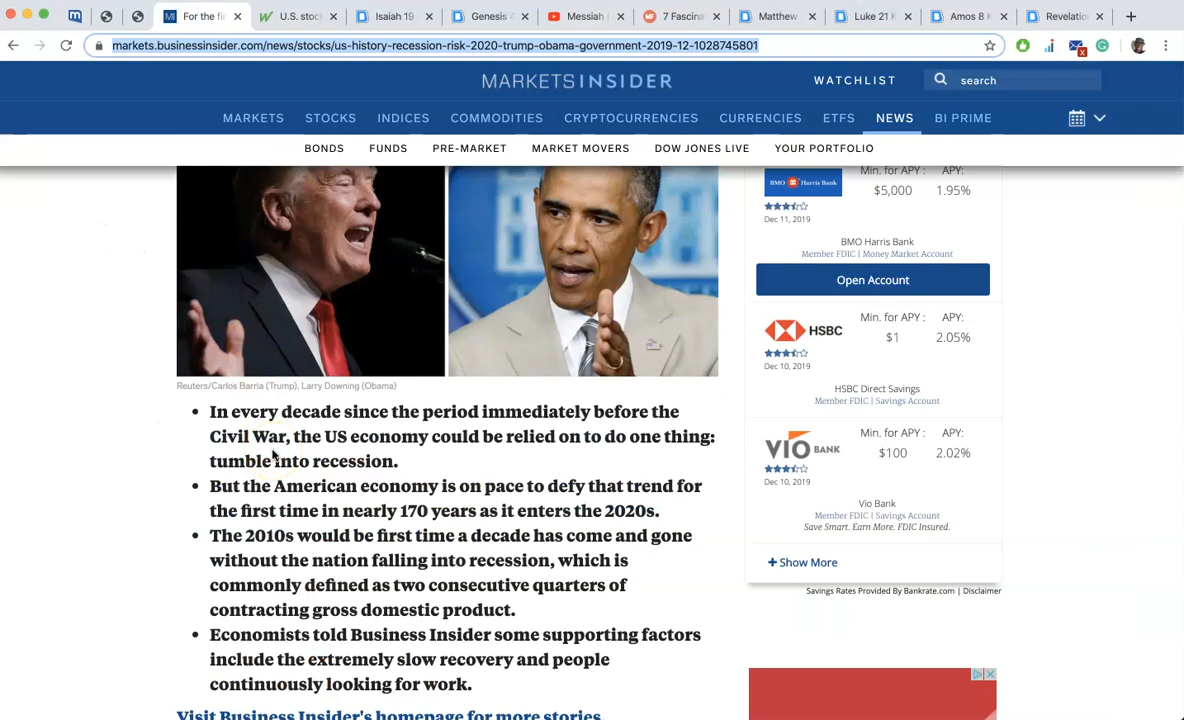 For the fi
U.S. stoc
Isaiah 19
Genesis 4
Messiah
7 Fascina
Matthew
Luke 21 K
Amos 8 K
Revelatio
markets.businessinsider.com/news/stocks/us-history-recession-risk-2020-trump-obama-government-2019-12-1028745801
MARKETS INSIDER
WATCHLIST
search
MARKETS STOCKS INDICES COMMODITIES CRYPTOCURRENCIES CURRENCIES ETFS NEWS BI PRIME
BONDS FUNDS PRE-MARKET MARKET MOVERS DOW JONES LIVE YOUR PORTFOLIO
Reuters/Carlos Barria (Trump), Larry Downing (Obama)
• In every decade since the period immediately before the
Civil War, the US economy could be relied on to do one thing:
tumble into recession.
• But the American economy is on pace to defy that trend for
the first time in nearly 170 years as it enters the 2020s.
• The 2010s would be first time a decade has come and gone
without the nation falling into recession, which is
commonly defined as two consecutive quarters of
contracting gross domestic product.
• Economists told Business Insider some supporting factors
include the extremely slow recovery and people
continuously looking for work.
Visit Business Insider's homepage for more stories.
Min. for APY : APY:
BMO Harris Bank
$5,000 1.95%
Dec 11, 2019
BMO Harris Bank
Member FDIC | Money Market Account
Open Account
Min. for APY : APY:
HSBC
$1 2.05%
Dec 10, 2019
HSBC Direct Savings
Member FDIC | Savings Account
Min. for APY : APY:
VIO BANK
$100 2.02%
Dec 10, 2019
Vio Bank
Member FDIC | Savings Account
Save Smart. Earn More. FDIC Insured.
+ Show More
Savings Rates Provided By Bankrate.com | Disclaimer